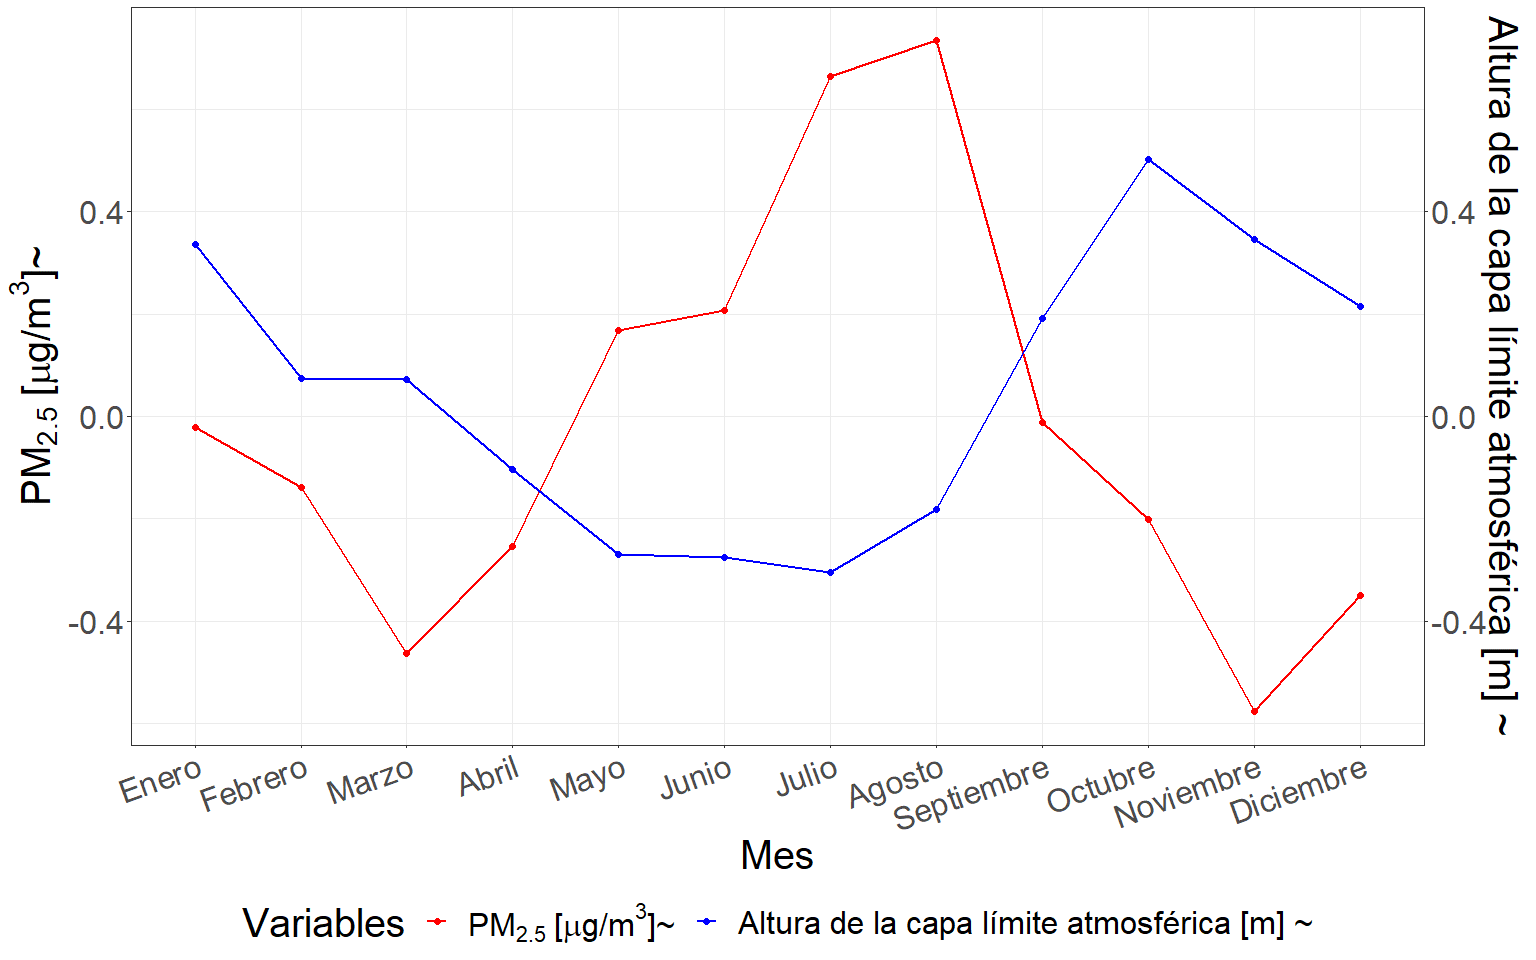 PM2.5 [μg/m3]~
0.4
0.0
-0.4
0.4
0.0
-0.4
Altura de la capa límite atmosférica [m] ~
Enero
Febrero
Marzo
Abril
Mayo
Junio
Julio
Agosto
Septiembre
Octubre
Noviembre
Diciembre
Mes
Variables PM2.5 [μg/m3]~ Altura de la capa límite atmosférica [m] ~